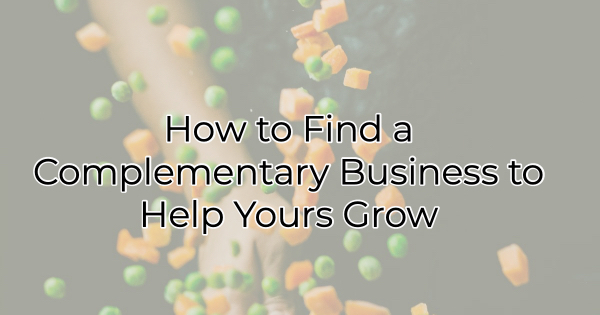 How to Find a
Complementary Business to
Help Yours Grow